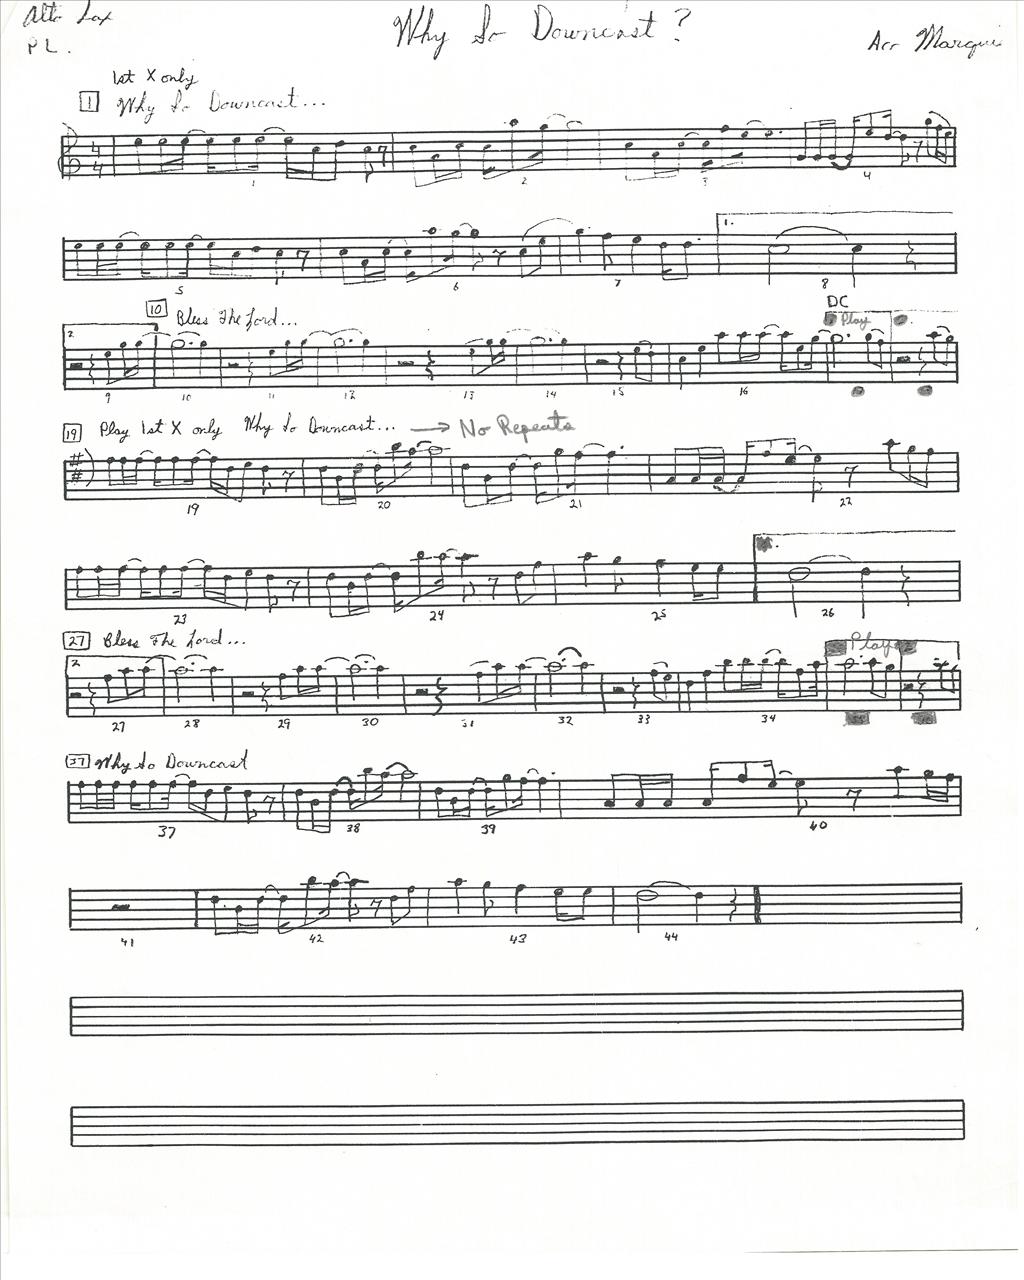 Alto Sax
Why So Downcast?
P L.
Arr Marqui
1st X only
1 Why So Downcast...
4
4
1 2 3 4
1.
5 6 7 8
10 Bless The Lord...
DC
2 Play
9 10 11 12 13 14 15 16
19 Play 1st X only Why So Downcast... → No Repeats
19 20 21 22
23 24 25 26
27 Bless The Lord...
2 Play
27 28 29 30 31 32 33 34
37 Why So Downcast
37 38 39 40
41 42 43 44